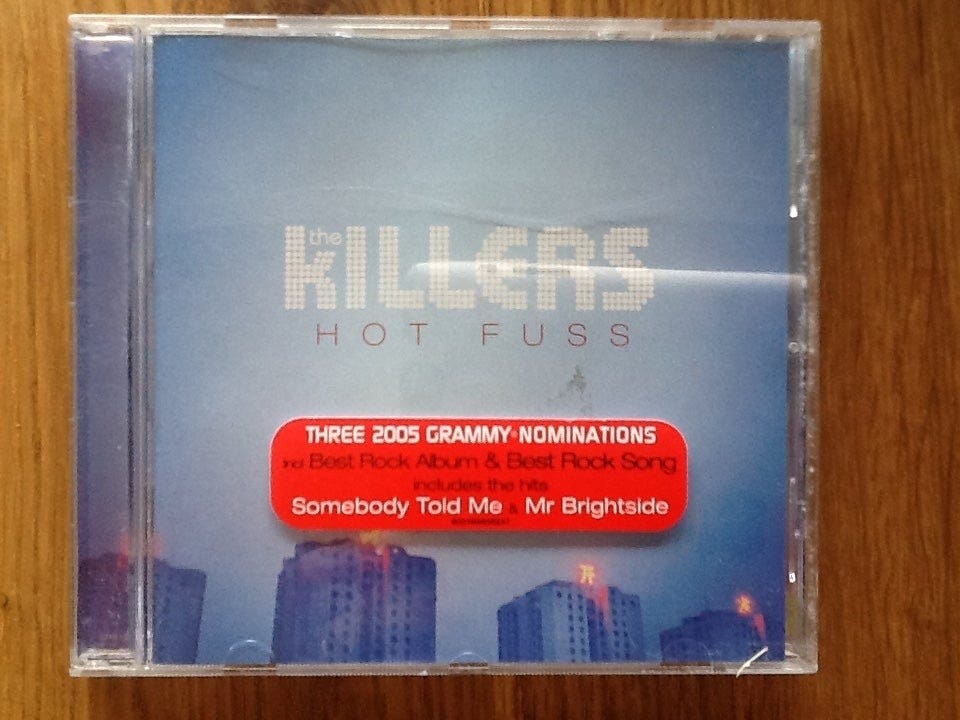 the
KILLERS
HOT FUSS
THREE 2005 GRAMMY® NOMINATIONS
incl Best Rock Album & Best Rock Song
includes the hits
Somebody Told Me & Mr Brightside